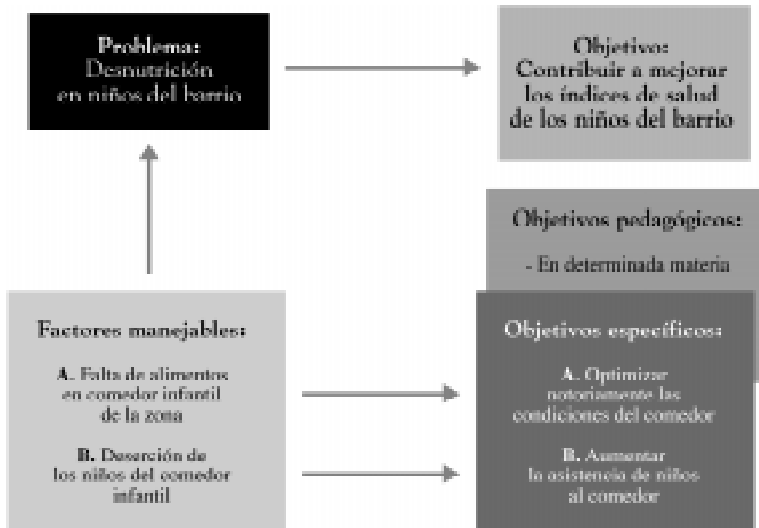 Problema:
Desnutrición
en niños del barrio
Objetivo:
Contribuir a mejorar
los índices de salud
de los niños del barrio
Objetivos pedagógicos:
- En determinada materia
Factores manejables:
A. Falta de alimentos
en comedor infantil
de la zona
B. Deserción de
los niños del comedor
infantil
Objetivos específicos:
A. Optimizar
notoriamente las
condiciones del comedor
B. Aumentar
la asistencia de niños
al comedor